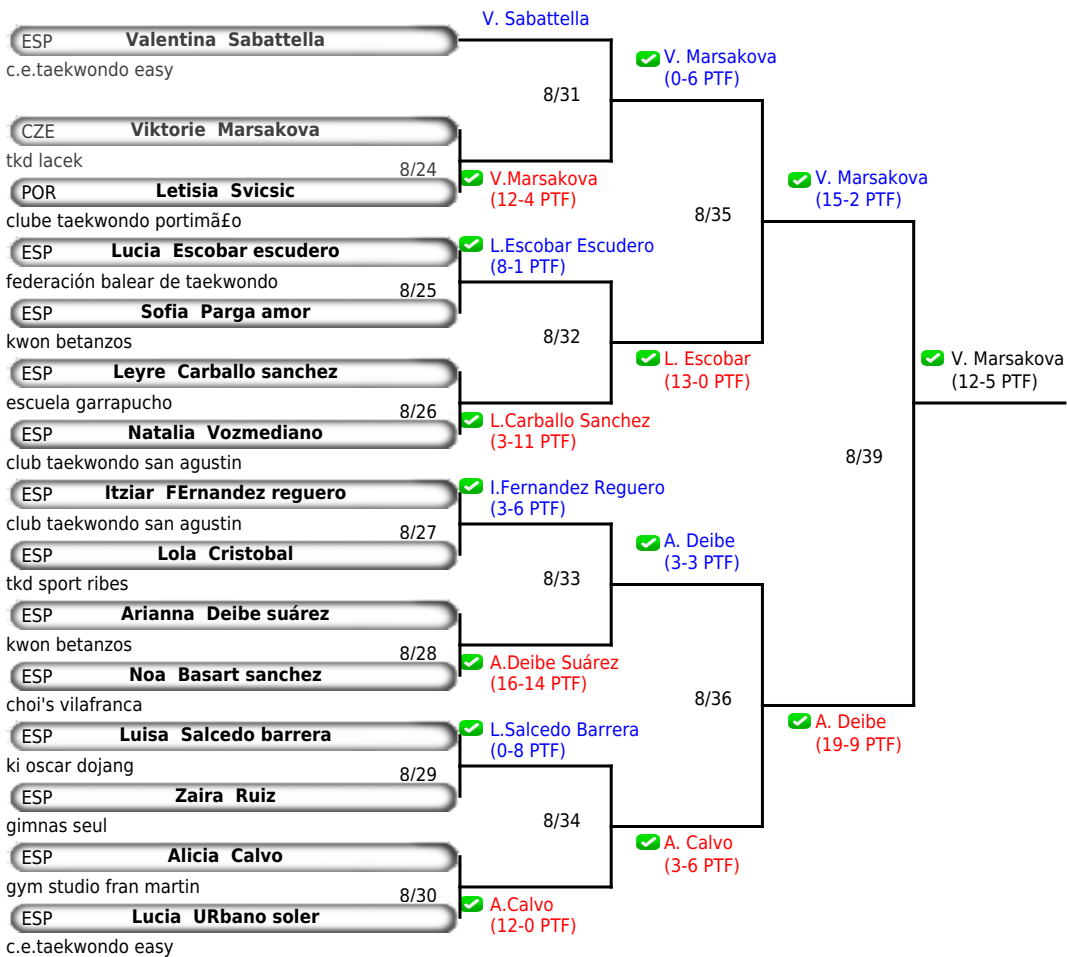 V. Sabattella
ESP Valentina Sabattella
c.e.taekwondo easy
V. Marsakova
(0-6 PTF)
8/31
CZE Viktorie Marsakova
tkd lacek
8/24
POR Letisia Svicsic
V.Marsakova
(12-4 PTF)
V. Marsakova
(15-2 PTF)
clube taekwondo portimã£o
8/35
ESP Lucia Escobar escudero
L.Escobar Escudero
(8-1 PTF)
federación balear de taekwondo
8/25
ESP Sofia Parga amor
kwon betanzos
8/32
ESP Leyre Carballo sanchez
L. Escobar
(13-0 PTF)
V. Marsakova
(12-5 PTF)
escuela garrapucho
8/26
ESP Natalia Vozmediano
L.Carballo Sanchez
(3-11 PTF)
club taekwondo san agustin
8/39
ESP Itziar FErnandez reguero
I.Fernandez Reguero
(3-6 PTF)
club taekwondo san agustin
8/27
ESP Lola Cristobal
A. Deibe
(3-3 PTF)
tkd sport ribes
8/33
ESP Arianna Deibe suárez
kwon betanzos
8/28
ESP Noa Basart sanchez
A.Deibe Suárez
(16-14 PTF)
choi's vilafranca
8/36
ESP Luisa Salcedo barrera
L.Salcedo Barrera
(0-8 PTF)
A. Deibe
(19-9 PTF)
ki oscar dojang
8/29
ESP Zaira Ruiz
gimnas seul
8/34
ESP Alicia Calvo
A. Calvo
(3-6 PTF)
gym studio fran martin
8/30
ESP Lucia URbano soler
A.Calvo
(12-0 PTF)
c.e.taekwondo easy